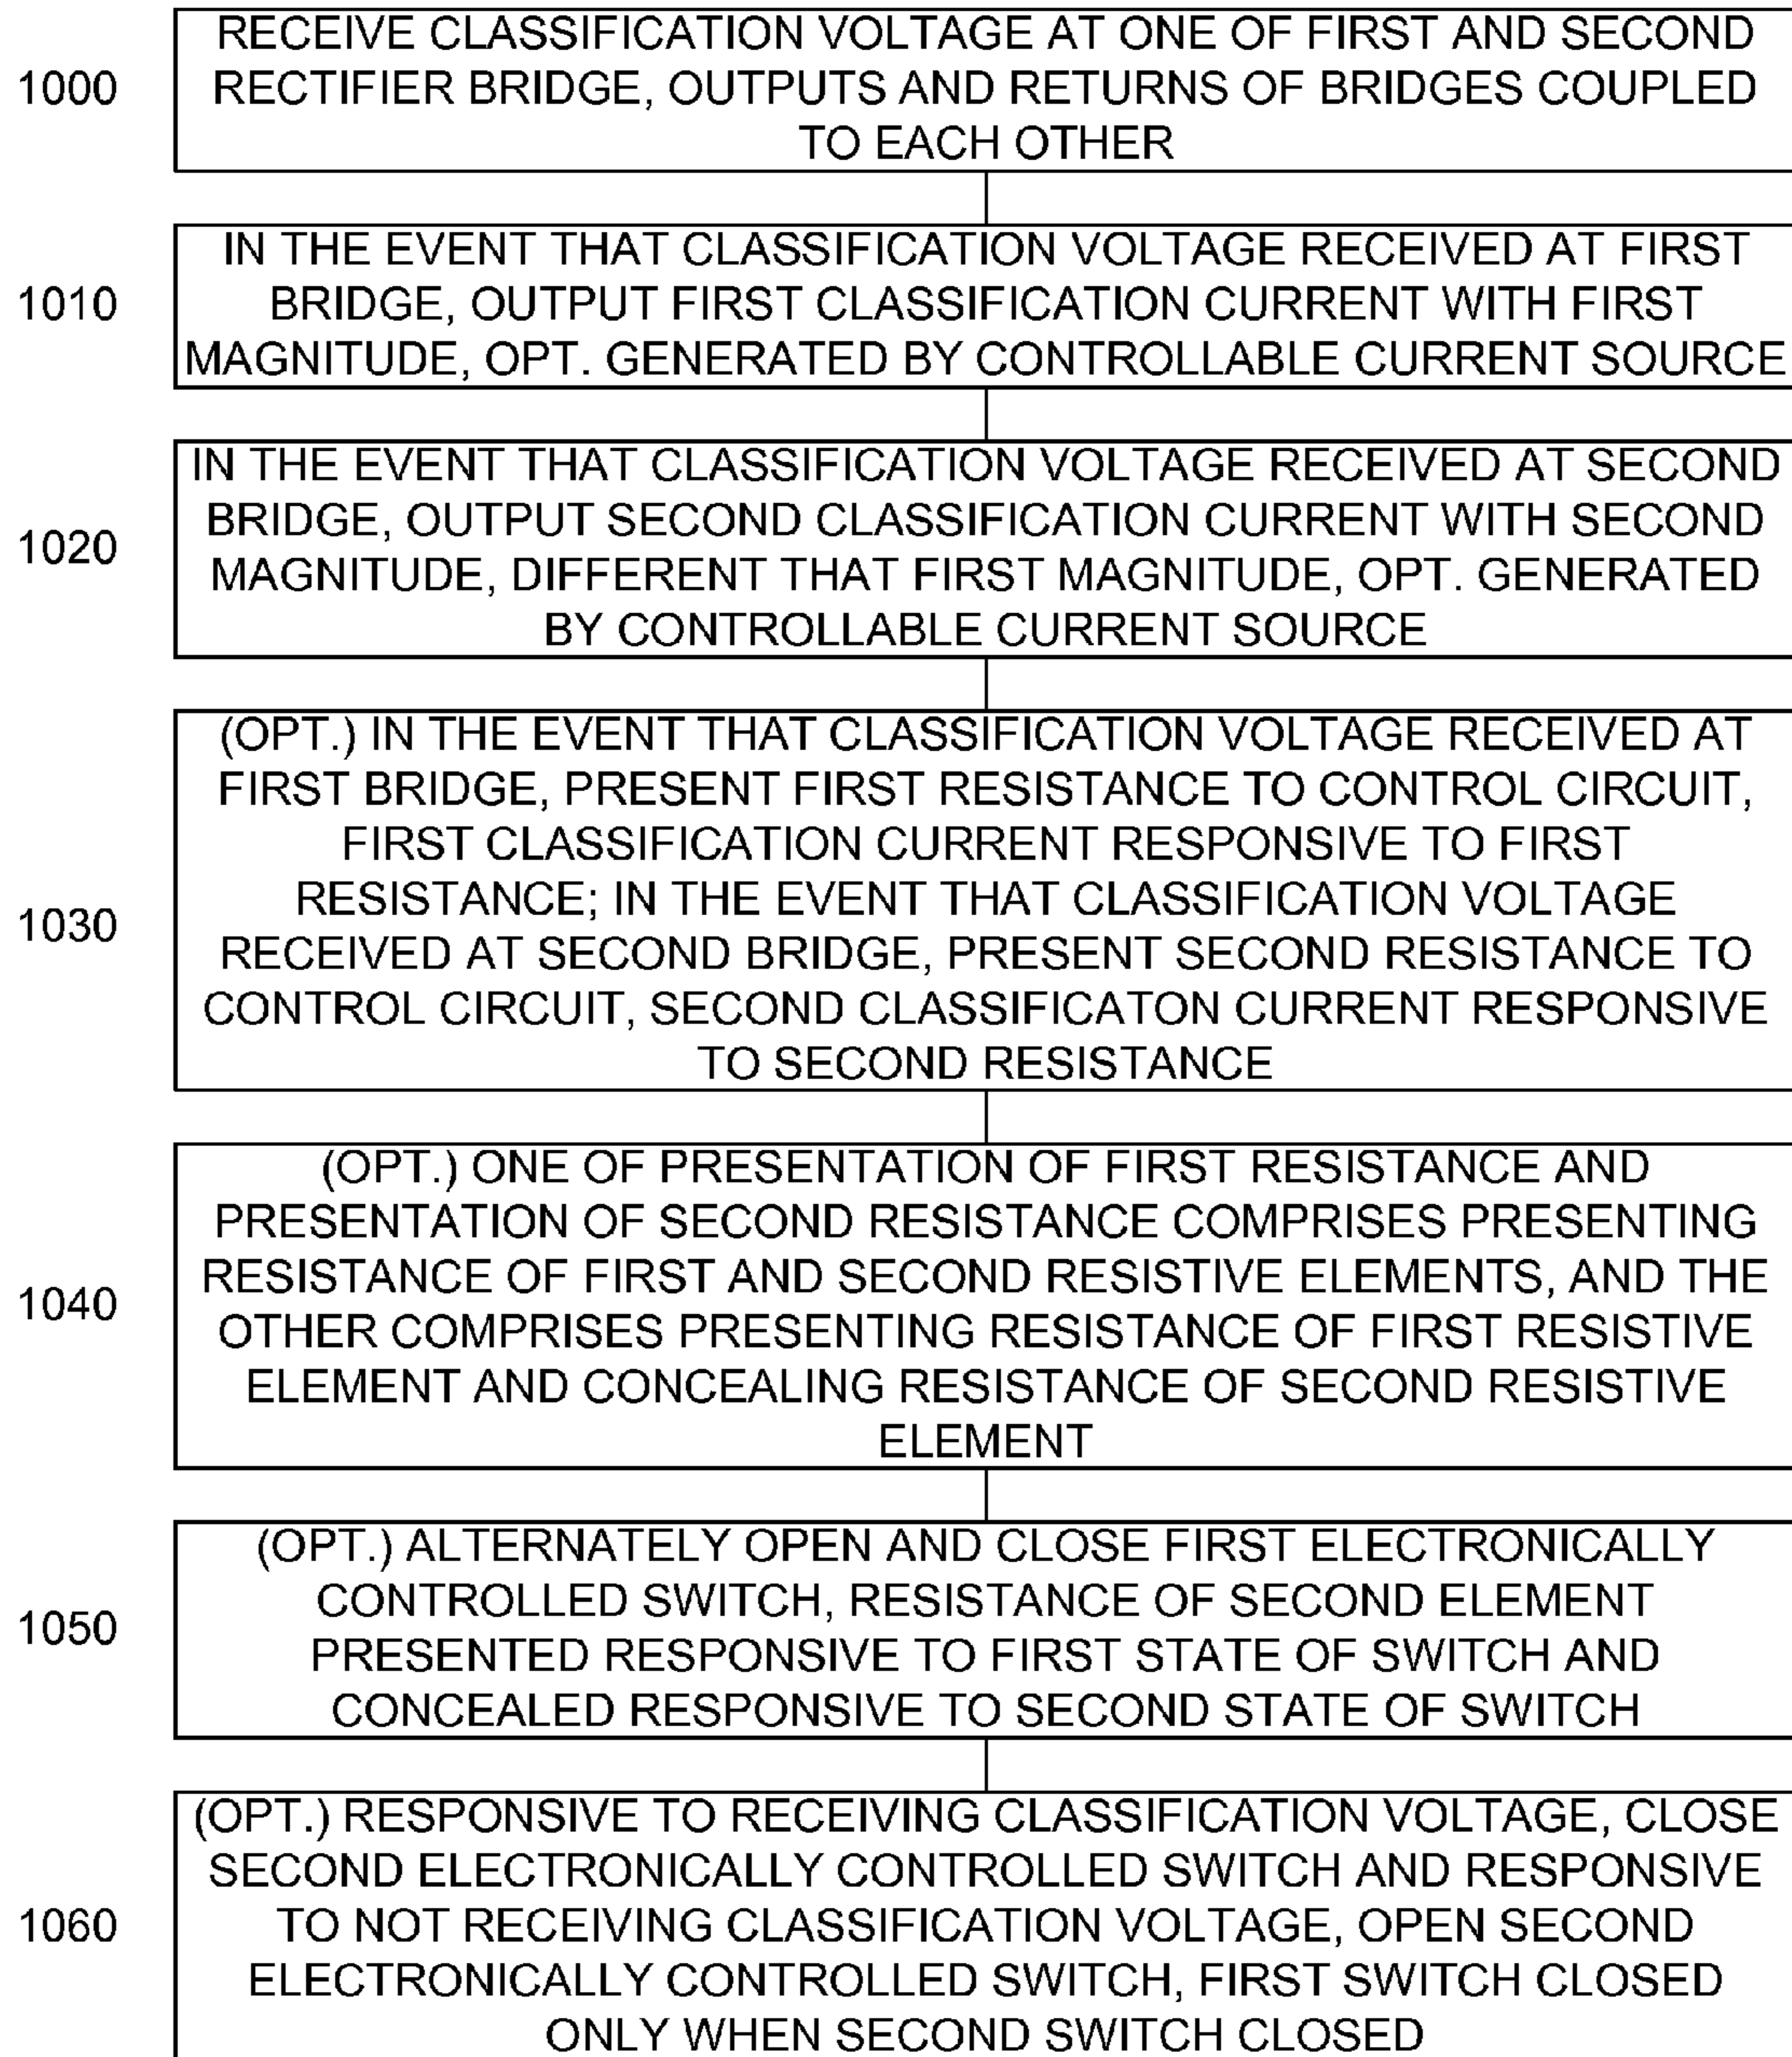 RECEIVE CLASSIFICATION VOLTAGE AT ONE OF FIRST AND SECOND
1000
RECTIFIER BRIDGE, OUTPUTS AND RETURNS OF BRIDGES COUPLED
TO EACH OTHER
IN THE EVENT THAT CLASSIFICATION VOLTAGE RECEIVED AT FIRST
1010
BRIDGE, OUTPUT FIRST CLASSIFICATION CURRENT WITH FIRST
MAGNITUDE, OPT. GENERATED BY CONTROLLABLE CURRENT SOURCE
IN THE EVENT THAT CLASSIFICATION VOLTAGE RECEIVED AT SECOND
BRIDGE, OUTPUT SECOND CLASSIFICATION CURRENT WITH SECOND
1020
MAGNITUDE, DIFFERENT THAT FIRST MAGNITUDE, OPT. GENERATED
BY CONTROLLABLE CURRENT SOURCE
(OPT.) IN THE EVENT THAT CLASSIFICATION VOLTAGE RECEIVED AT
FIRST BRIDGE, PRESENT FIRST RESISTANCE TO CONTROL CIRCUIT,
FIRST CLASSIFICATION CURRENT RESPONSIVE TO FIRST
RESISTANCE; IN THE EVENT THAT CLASSIFICATION VOLTAGE
1030
RECEIVED AT SECOND BRIDGE, PRESENT SECOND RESISTANCE TO
CONTROL CIRCUIT, SECOND CLASSIFICATON CURRENT RESPONSIVE
TO SECOND RESISTANCE
(OPT.) ONE OF PRESENTATION OF FIRST RESISTANCE AND
PRESENTATION OF SECOND RESISTANCE COMPRISES PRESENTING
RESISTANCE OF FIRST AND SECOND RESISTIVE ELEMENTS, AND THE
1040
OTHER COMPRISES PRESENTING RESISTANCE OF FIRST RESISTIVE
ELEMENT AND CONCEALING RESISTANCE OF SECOND RESISTIVE
ELEMENT
(OPT.) ALTERNATELY OPEN AND CLOSE FIRST ELECTRONICALLY
CONTROLLED SWITCH, RESISTANCE OF SECOND ELEMENT
1050
PRESENTED RESPONSIVE TO FIRST STATE OF SWITCH AND
CONCEALED RESPONSIVE TO SECOND STATE OF SWITCH
(OPT.) RESPONSIVE TO RECEIVING CLASSIFICATION VOLTAGE, CLOSE
SECOND ELECTRONICALLY CONTROLLED SWITCH AND RESPONSIVE
1060
TO NOT RECEIVING CLASSIFICATION VOLTAGE, OPEN SECOND
ELECTRONICALLY CONTROLLED SWITCH, FIRST SWITCH CLOSED
ONLY WHEN SECOND SWITCH CLOSED